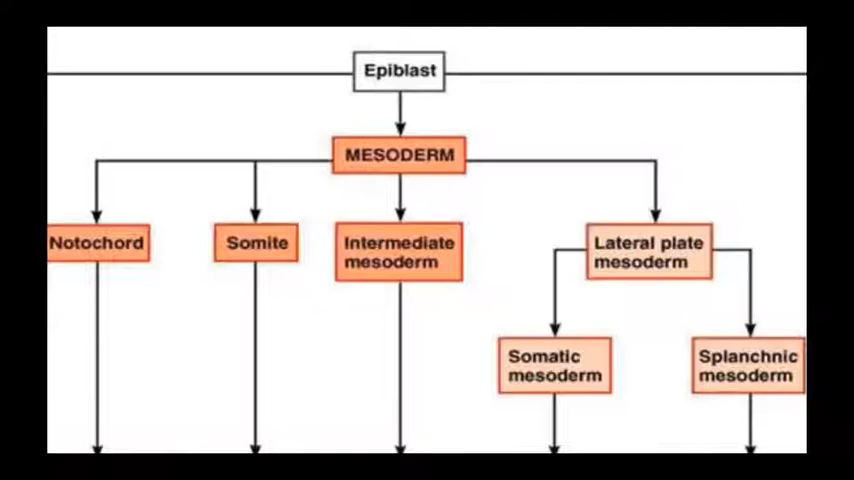 Epiblast
MESODERM
Notochord
Somite
Intermediate
mesoderm
Lateral plate
mesoderm
Somatic
mesoderm
Splanchnic
mesoderm